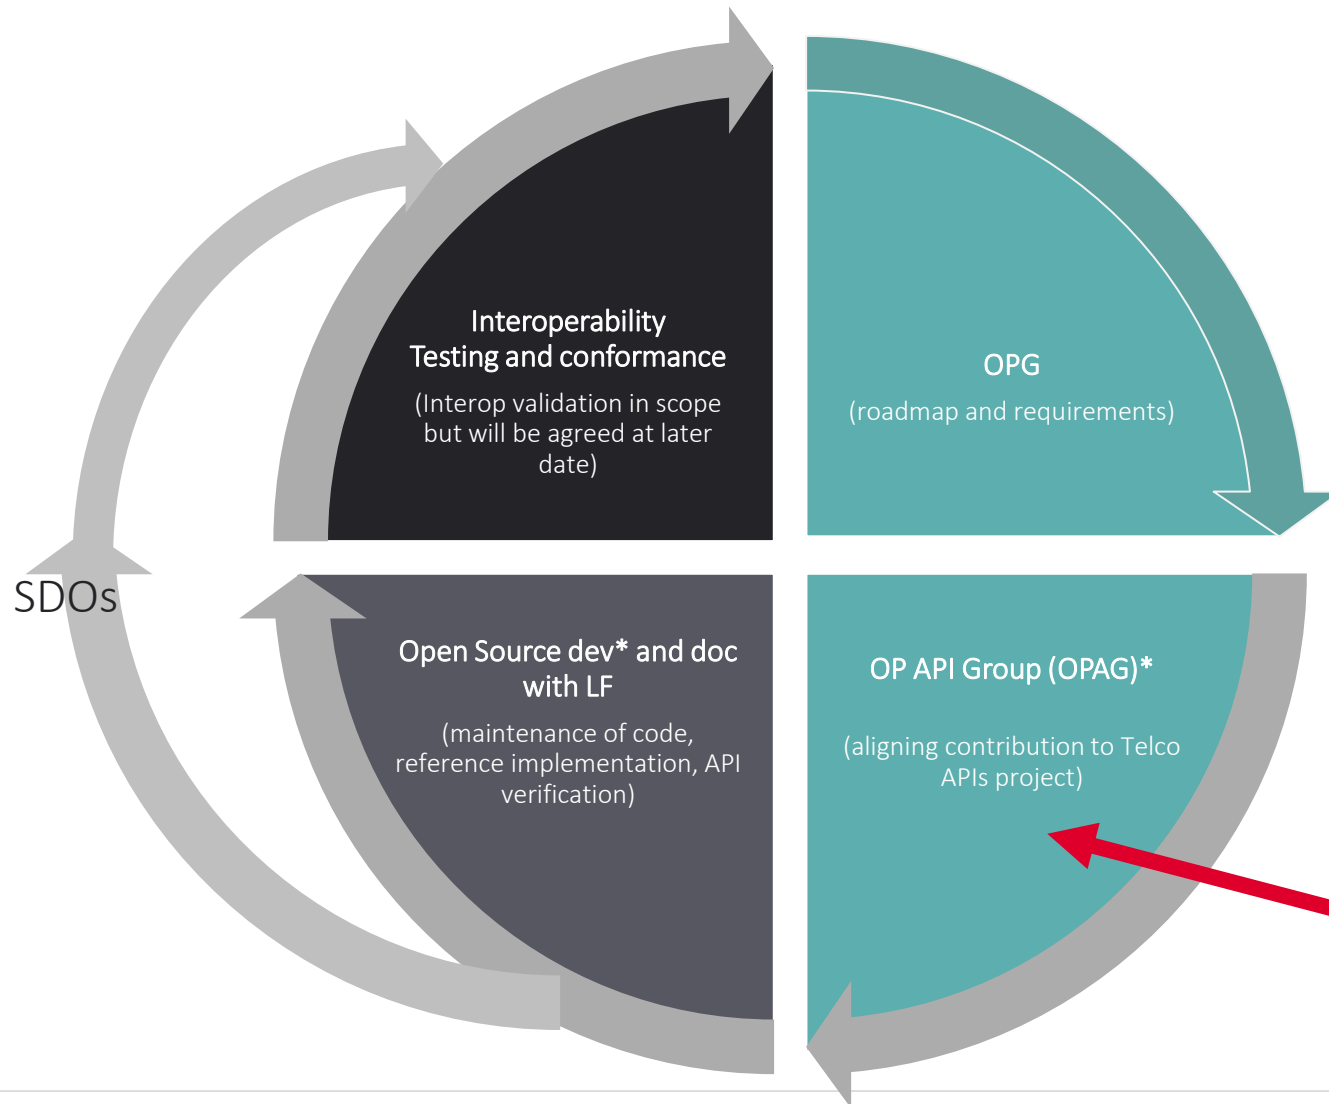 Interoperability
Testing and conformance
(Interop validation in scope
but will be agreed at later
date)
OPG
(roadmap and requirements)
SDOs
Open Source dev* and doc
with LF
(maintenance of code,
reference implementation, API
verification)
OP API Group (OPAG)*
(aligning contribution to Telco
APIs project)